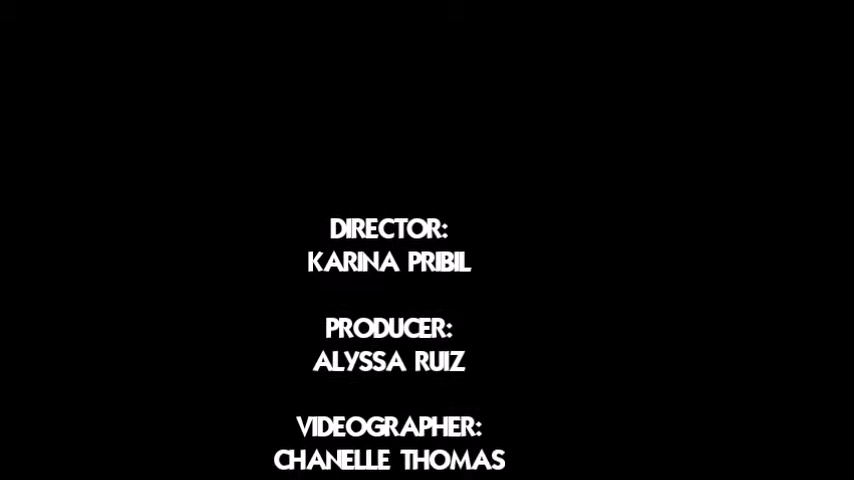 DIRECTOR:
KARINA PRIBIL
PRODUCER:
ALYSSA RUIZ
VIDEOGRAPHER:
CHANELLE THOMAS